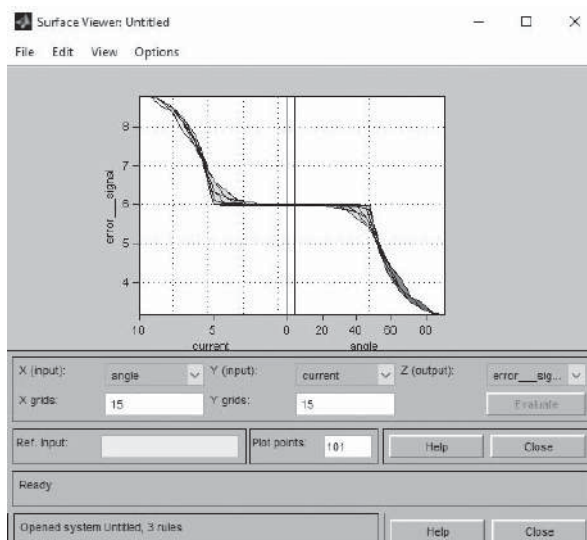 Surface Viewer: Untitled
File Edit View Options
error__signal
8
7
6
5
4
10 5 0 20 40 60 80
current angle
X (input): angle Y (input): current Z (output): error___sig...
X grids: 15 Y grids: 15 Evaluate
Ref. Input: Plot points: 101 Help Close
Ready
Opened system Untitled, 3 rules Help Close